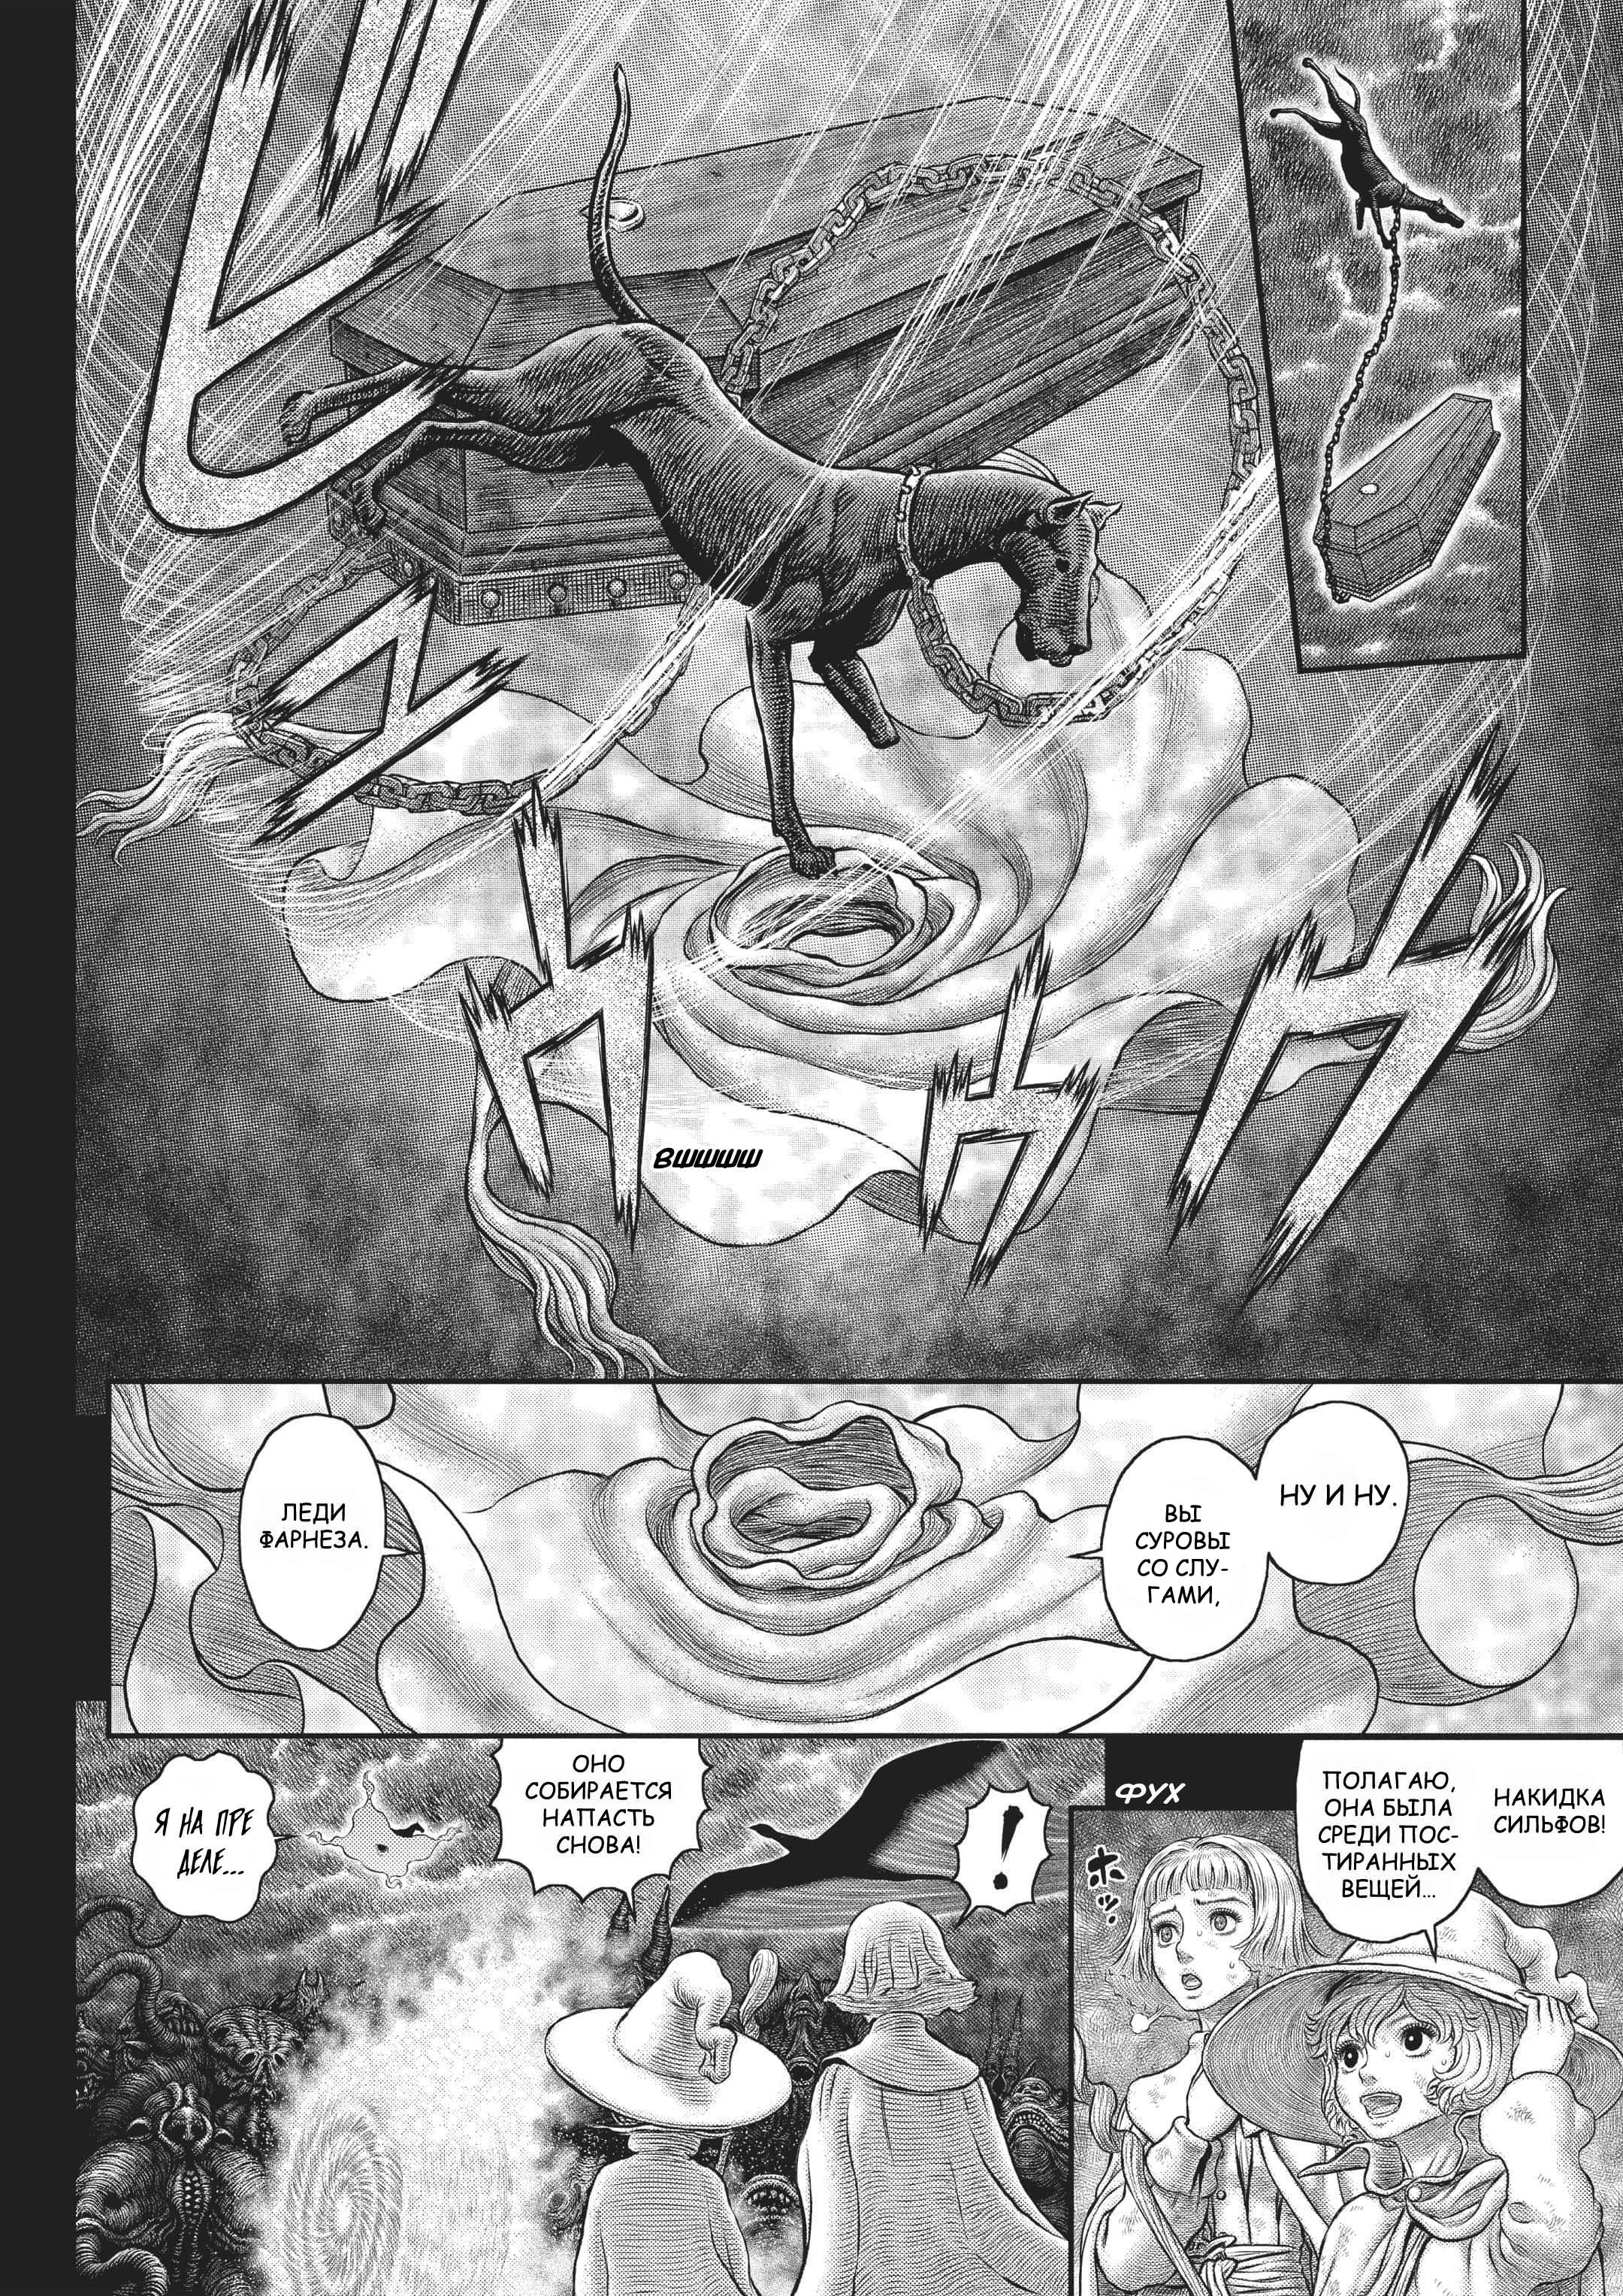 ВШШШШ
НУ И НУ.
ВЫ
СУРОВЫ
СО СЛУ-
ГАМИ,
ЛЕДИ
ФАРНЕЗА.
НАКИДКА
СИЛЬФОВ!
ПОЛАГАЮ,
ОНА БЫЛА
СРЕДИ ПОС-
ТИРАННЫХ
ВЕЩЕЙ...
ФУХ
ホッ
!
ОНО
СОБИРАЕТСЯ
НАПАСТЬ
СНОВА!
Я НА ПРЕ
ДЕЛЕ...